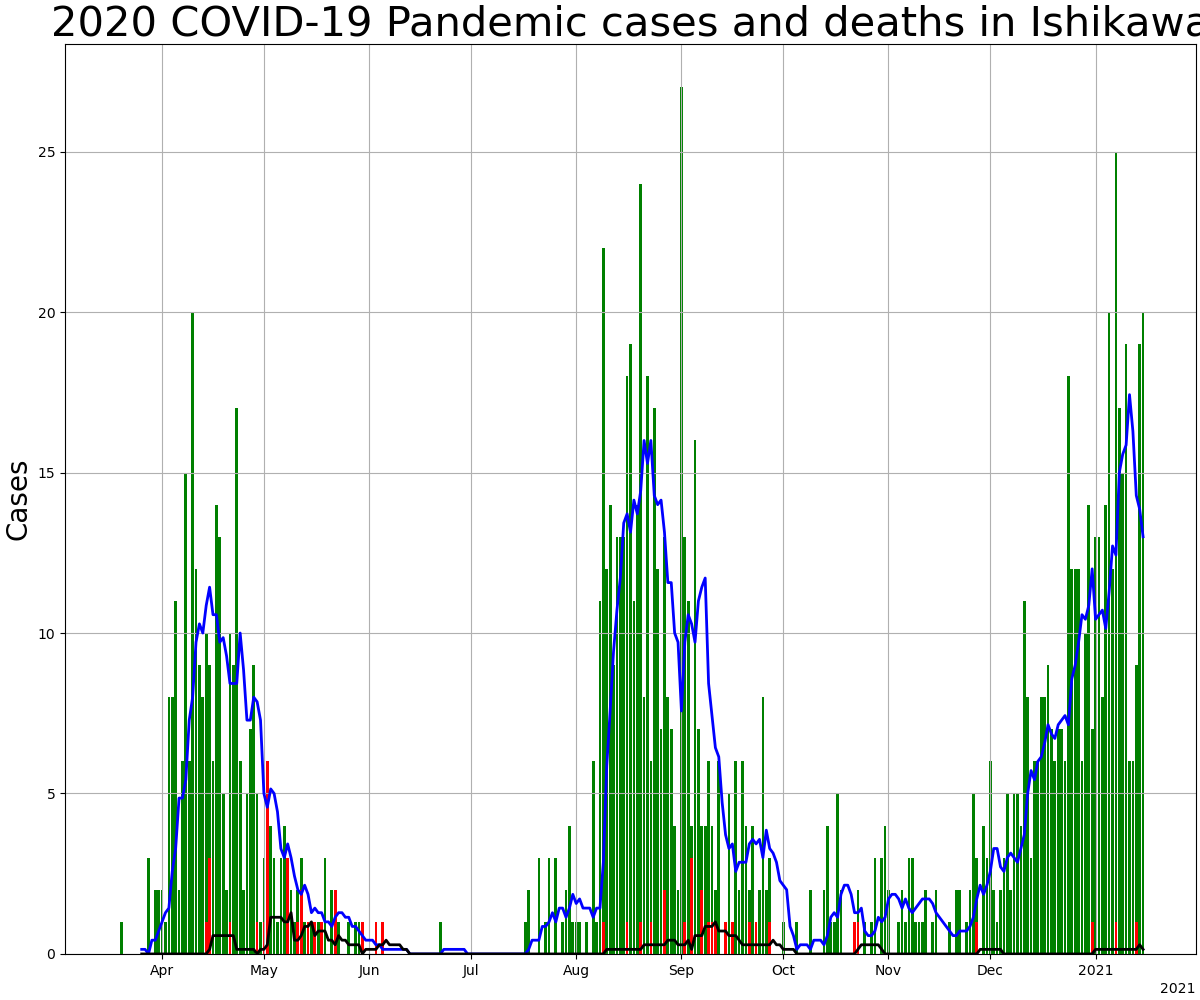 2020 COVID-19 Pandemic cases and deaths in Ishikawa
Cases
25
20
15
10
5
0
Apr May Jun Jul Aug Sep Oct Nov Dec 2021
2021